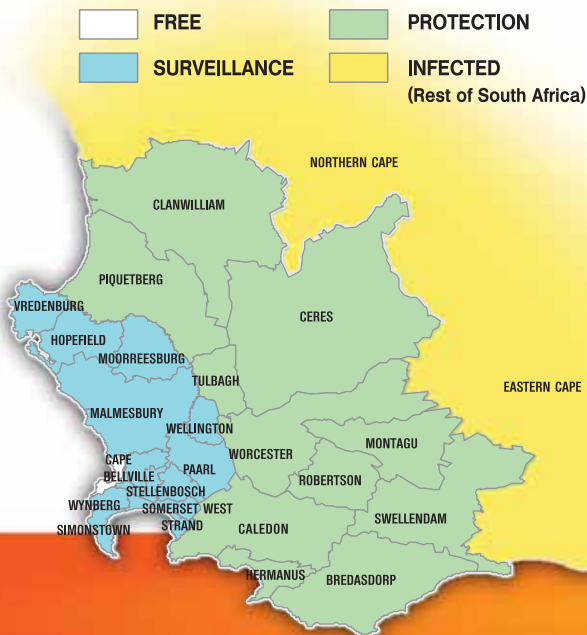 FREE
PROTECTION
SURVEILLANCE
INFECTED
(Rest of South Africa)
NORTHERN CAPE
CLANWILLIAM
PIQUETBERG
CERES
VREDENBURG
HOPEFIELD
MOORREESBURG
TULBAGH
EASTERN CAPE
MALMESBURY
WELLINGTON
MONTAGU
WORCESTER
CAPE
PAARL
BELLVILLE
ROBERTSON
STELLENBOSCH
WYNBERG
SOMERSET WEST
SWELLENDAM
SIMONSTOWN
STRAND
CALEDON
HERMANUS
BREDASDORP